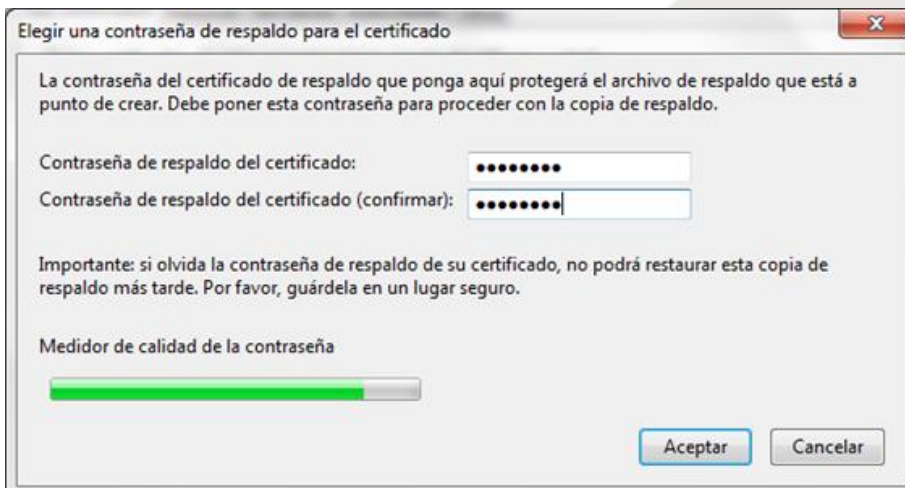 Elegir una contraseña de respaldo para el certificado
La contraseña del certificado de respaldo que ponga aquí protegerá el archivo de respaldo que está a
punto de crear. Debe poner esta contraseña para proceder con la copia de respaldo.
Contraseña de respaldo del certificado: ●●●●●●●●
Contraseña de respaldo del certificado (confirmar): ●●●●●●●●
Importante: si olvida la contraseña de respaldo de su certificado, no podrá restaurar esta copia de
respaldo más tarde. Por favor, guárdela en un lugar seguro.
Medidor de calidad de la contraseña
Aceptar Cancelar